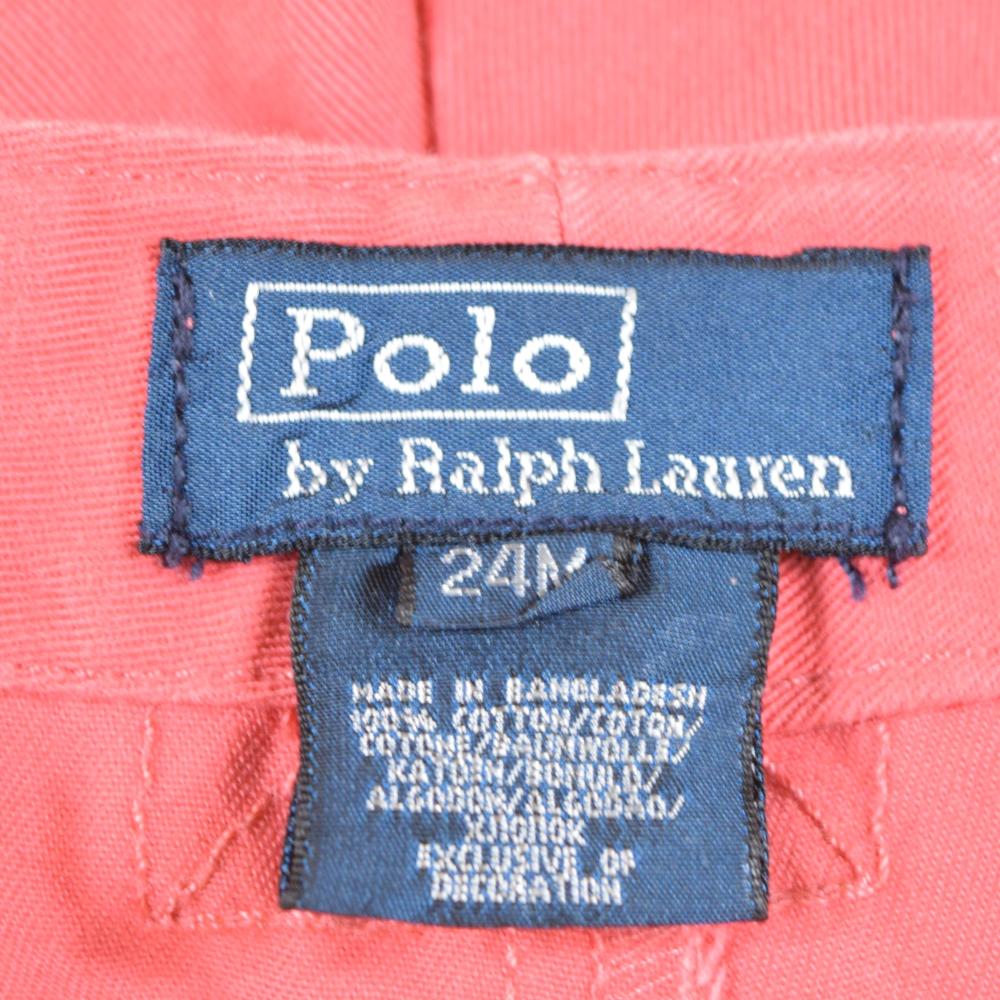 Polo
by Ralph Lauren
24M
MADE IN BANGLADESH
100% COTTON/COTON/
COTONE/BAUMWOLLE/
KATOEN/BOMULD/
ALGODON/ALGODAO/
ХЛОПОК
EXCLUSIVE OF
DECORATION